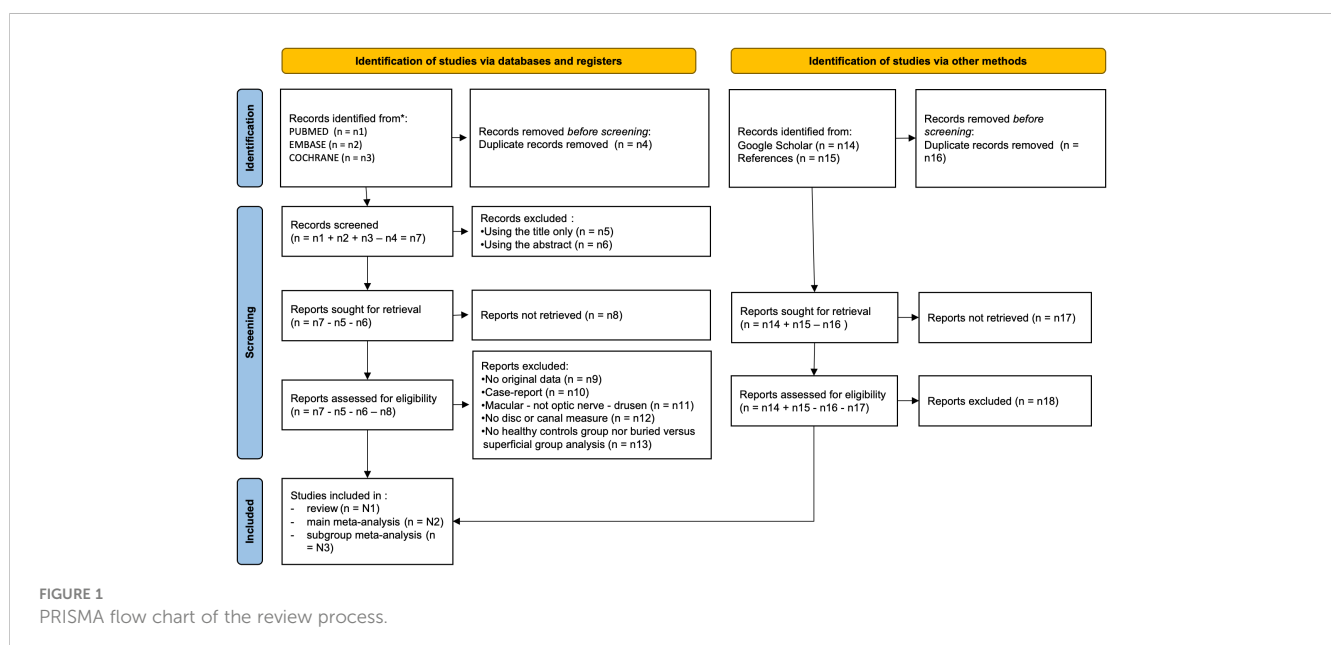 Identification of studies via databases and registers
Identification of studies via other methods
Identification
Records identified from*:
PUBMED (n = n1)
EMBASE (n = n2)
COCHRANE (n = n3)
Records removed before screening:
Duplicate records removed (n = n4)
Records identified from:
Google Scholar (n = n14)
References (n = n15)
Records removed before
screening:
Duplicate records removed (n =
n16)
Screening
Records screened
(n = n1 + n2 + n3 – n4 = n7)
Records excluded :
•Using the title only (n = n5)
•Using the abstract (n = n6)
Reports sought for retrieval
(n = n7 - n5 - n6)
Reports not retrieved (n = n8)
Reports sought for retrieval
(n = n14 + n15 – n16 )
Reports not retrieved (n = n17)
Reports assessed for eligibility
(n = n7 - n5 - n6 – n8)
Reports excluded:
•No original data (n = n9)
•Case-report (n = n10)
•Macular - not optic nerve - drusen (n = n11)
•No disc or canal measure (n = n12)
•No healthy controls group nor buried versus
superficial group analysis (n = n13)
Reports assessed for eligibility
(n = n14 + n15 - n16 - n17)
Reports excluded (n = n18)
Included
Studies included in :
- review (n = N1)
- main meta-analysis (n = N2)
- subgroup meta-analysis (n
= N3)
FIGURE 1
PRISMA flow chart of the review process.